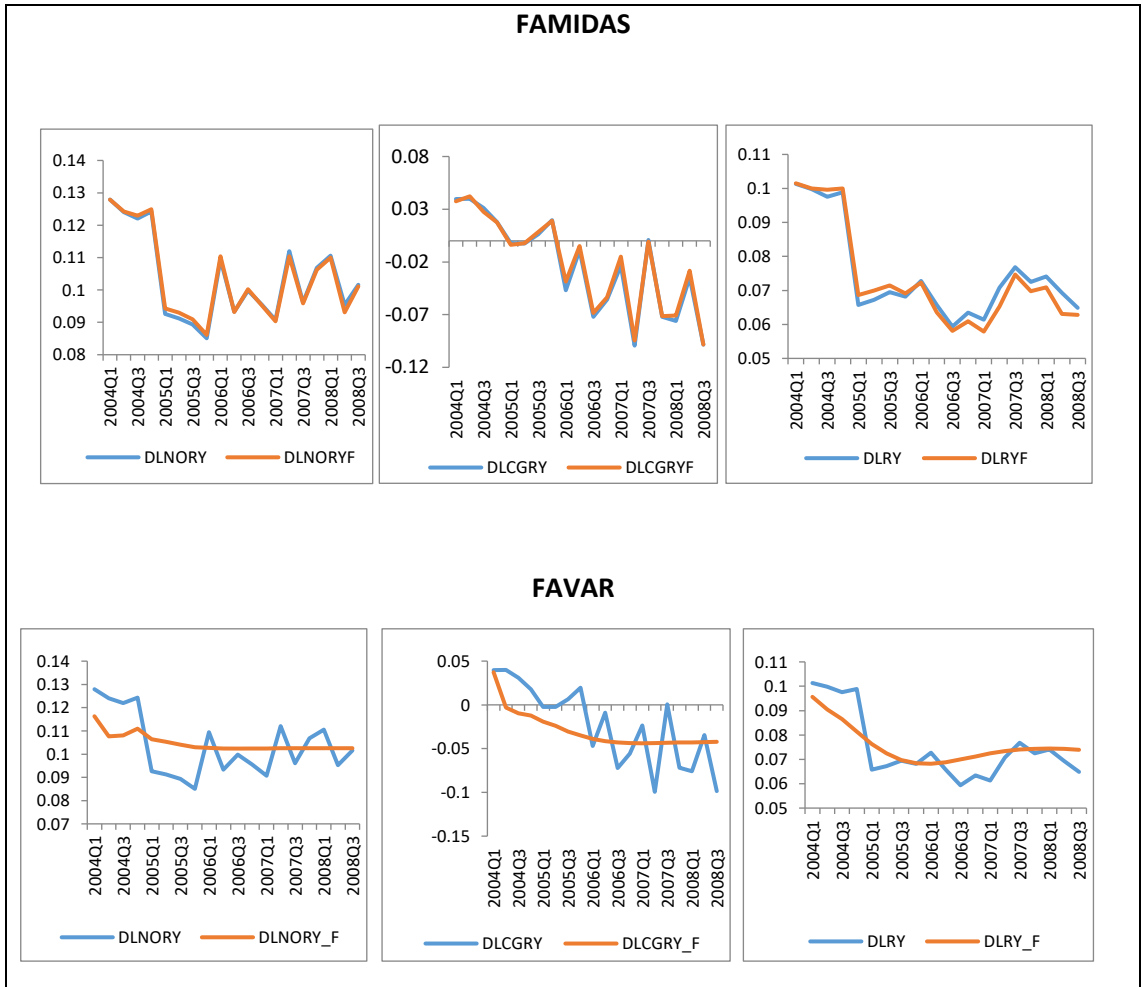 FAMIDAS
0.14
0.13
0.12
0.11
0.1
0.09
0.08
2004Q1
2004Q3
2005Q1
2005Q3
2006Q1
2006Q3
2007Q1
2007Q3
2008Q1
2008Q3
DLNORY DLNORYF
0.08
0.03
-0.02
-0.07
-0.12
2004Q1
2004Q3
2005Q1
2005Q3
2006Q1
2006Q3
2007Q1
2007Q3
2008Q1
2008Q3
DLCGRY DLCGRYF
0.11
0.1
0.09
0.08
0.07
0.06
0.05
2004Q1
2004Q3
2005Q1
2005Q3
2006Q1
2006Q3
2007Q1
2007Q3
2008Q1
2008Q3
DLRY DLRYF
FAVAR
0.14
0.13
0.12
0.11
0.1
0.09
0.08
0.07
2004Q1
2004Q3
2005Q1
2005Q3
2006Q1
2006Q3
2007Q1
2007Q3
2008Q1
2008Q3
DLNORY DLNORY_F
0.05
0
-0.05
-0.1
-0.15
2004Q1
2004Q3
2005Q1
2005Q3
2006Q1
2006Q3
2007Q1
2007Q3
2008Q1
2008Q3
DLCGRY DLCGRY_F
0.11
0.1
0.09
0.08
0.07
0.06
0.05
2004Q1
2004Q3
2005Q1
2005Q3
2006Q1
2006Q3
2007Q1
2007Q3
2008Q1
2008Q3
DLRY DLRY_F